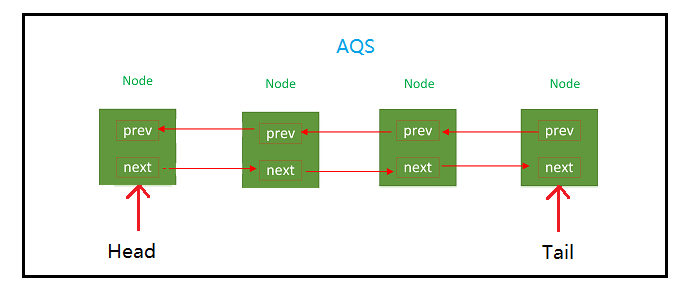 AQS
Node Node Node Node
prev prev prev prev
next next next next
Head Tail